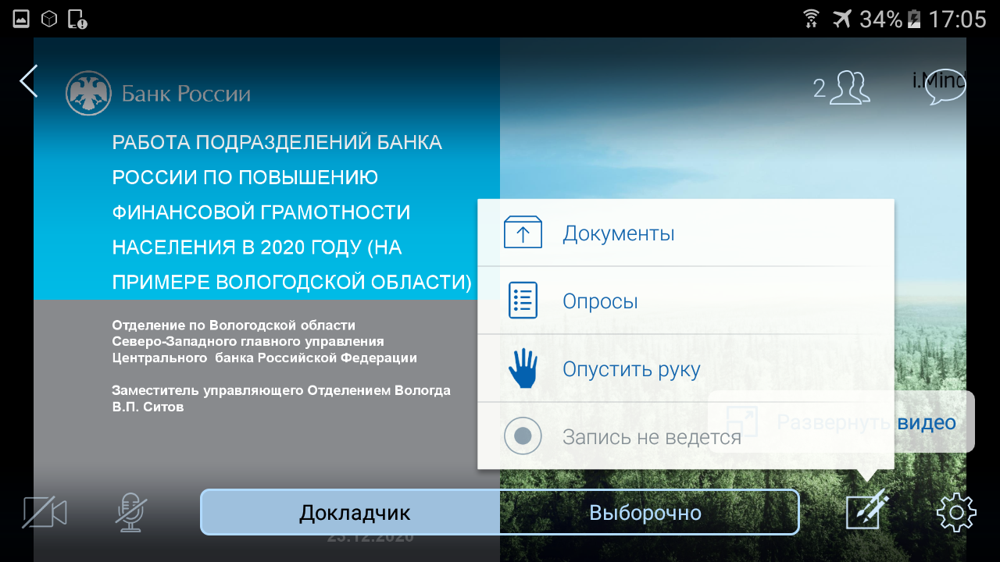 34% 17:05
Банк России
2
i.Mind
РАБОТА ПОДРАЗДЕЛЕНИЙ БАНКА
РОССИИ ПО ПОВЫШЕНИЮ
ФИНАНСОВОЙ ГРАМОТНОСТИ
НАСЕЛЕНИЯ В 2020 ГОДУ (НА
ПРИМЕРЕ ВОЛОГОДСКОЙ ОБЛАСТИ)
Отделение по Вологодской области
Северо-Западного главного управления
Центрального банка Российской Федерации
Заместитель управляющего Отделением Вологда
В.П. Ситов
Документы
Опросы
Опустить руку
Развернуть видео
Запись не ведется
Докладчик
Выборочно
23.12.2020